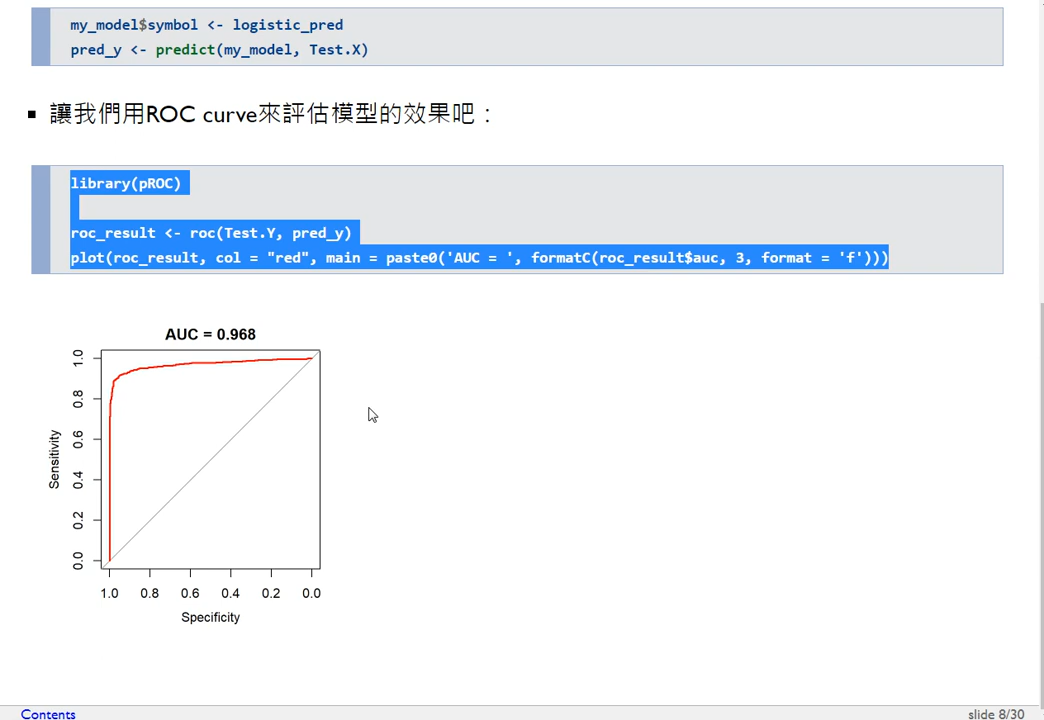 my_model$symbol <- logistic_pred
pred_y <- predict(my_model, Test.X)
讓我們用ROC curve來評估模型的效果吧：
library(pROC)
roc_result <- roc(Test.Y, pred_y)
plot(roc_result, col = "red", main = paste0('AUC = ', formatC(roc_result$auc, 3, format = 'f')))
AUC = 0.968
1.0
0.8
0.6
0.4
0.2
0.0
Sensitivity
1.0 0.8 0.6 0.4 0.2 0.0
Specificity
Contents
slide 8/30